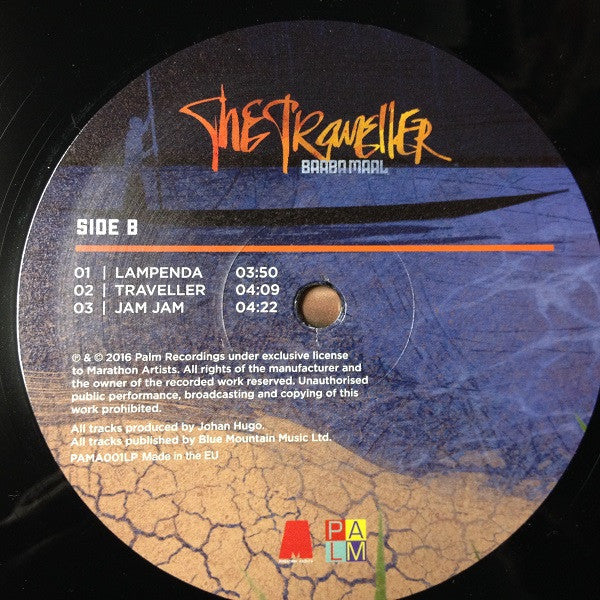 The Traveller
BAABA MAAL
SIDE B
01 | LAMPENDA 03:50
02 | TRAVELLER 04:09
03 | JAM JAM 04:22
℗ & © 2016 Palm Recordings under exclusive license
to Marathon Artists. All rights of the manufacturer and
the owner of the recorded work reserved. Unauthorised
public performance, broadcasting and copying of this
work prohibited.
All tracks produced by Johan Hugo.
All tracks published by Blue Mountain Music Ltd.
PAMA001LP Made in the EU
PA
LM